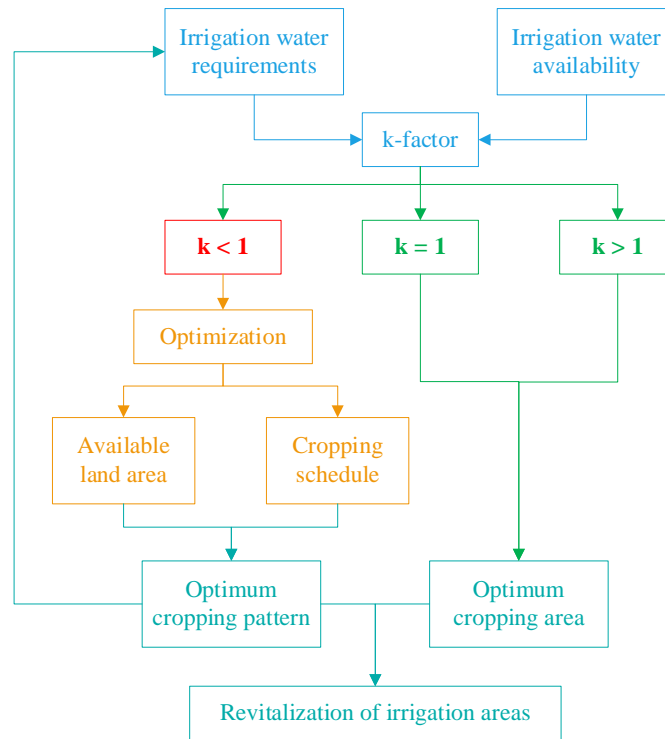 Irrigation water
requirements
Irrigation water
availability
k-factor
k < 1
k = 1
k > 1
Optimization
Available
land area
Cropping
schedule
Optimum
cropping pattern
Optimum
cropping area
Revitalization of irrigation areas